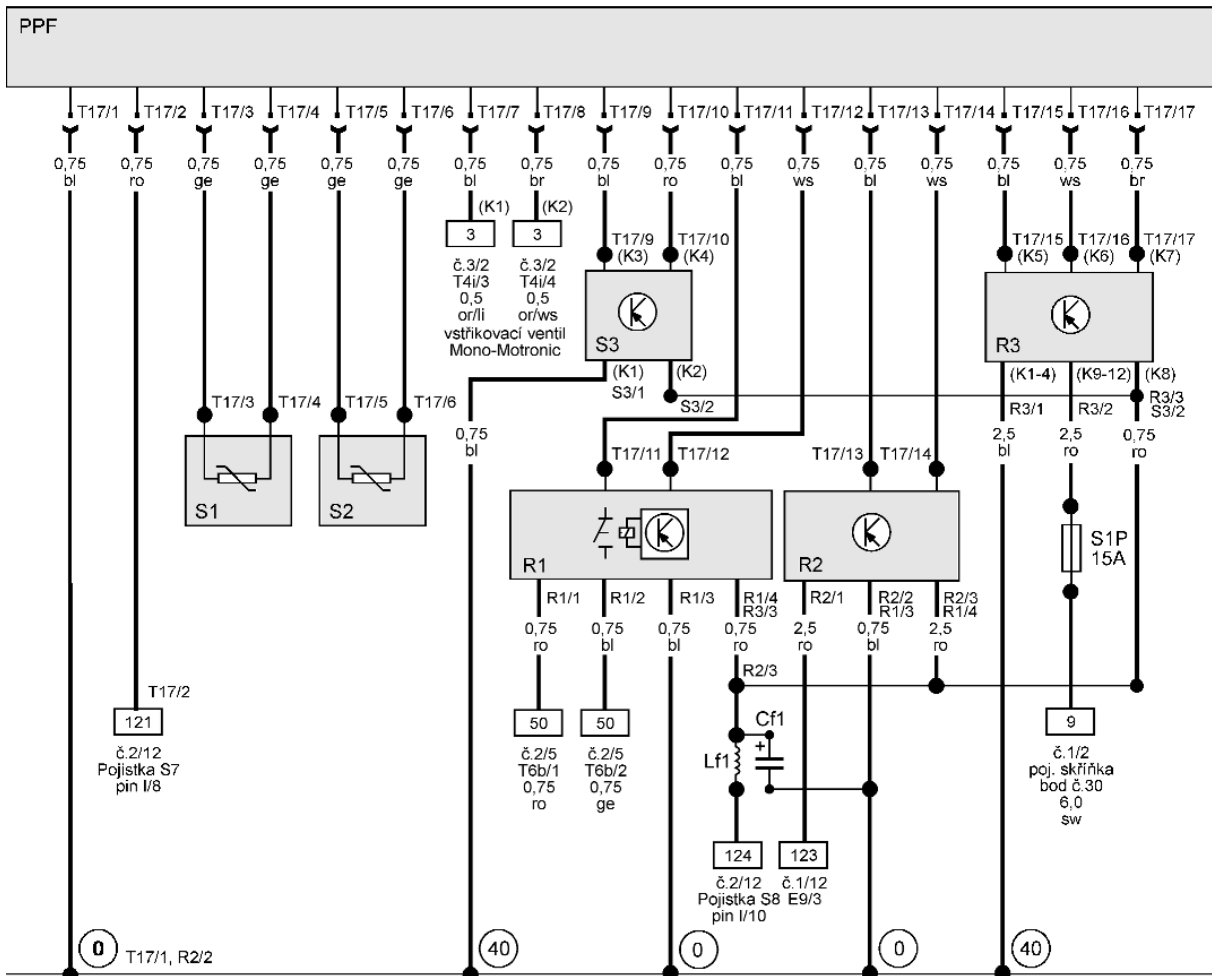 PPF
T17/1 T17/2 T17/3 T17/4 T17/5 T17/6 T17/7 T17/8 T17/9 T17/10 T17/11 T17/12 T17/13 T17/14 T17/15 T17/16 T17/17
0,75 0,75 0,75 0,75 0,75 0,75 0,75 0,75 0,75 0,75 0,75 0,75 0,75 0,75 0,75 0,75 0,75
bl ro ge ge ge ge bl br bl ro bl ws bl ws bl ws br
(K1) (K2)
3 3
T17/9 T17/10 T17/15 T17/16 T17/17
(K3) (K4) (K5) (K6) (K7)
č.3/2 č.3/2
T4i/3 T4i/4
0,5 0,5
or/li or/ws
vstřikovací ventil
Mono-Motronic
S3
R3
(K1) (K2) (K1-4) (K9-12) (K8)
S3/1
S3/2
R3/1 R3/2 R3/3
S3/2
T17/3 T17/4 T17/5 T17/6
0,75
bl
2,5 2,5 0,75
bl ro ro
T17/11 T17/12 T17/13 T17/14
S1 S2
S1P
15A
R1 R2
R1/1 R1/2 R1/3 R1/4 R2/1 R2/2 R2/3
R3/3 R1/3 R1/4
0,75 0,75 0,75 0,75 2,5 0,75 2,5
ro bl bl ro ro bl ro
R2/3
T17/2
121
č.2/12
Pojistka S7
pin I/8
50 50
č.2/5 č.2/5
T6b/1 T6b/2
0,75 0,75
ro ge
Cf1
+
Lf1
9
č.1/2
poj. skříňka
bod č.30
6,0
sw
124 123
č.2/12 č.1/12
Pojistka S8 E9/3
pin I/10
0 T17/1, R2/2 40 0 0 40